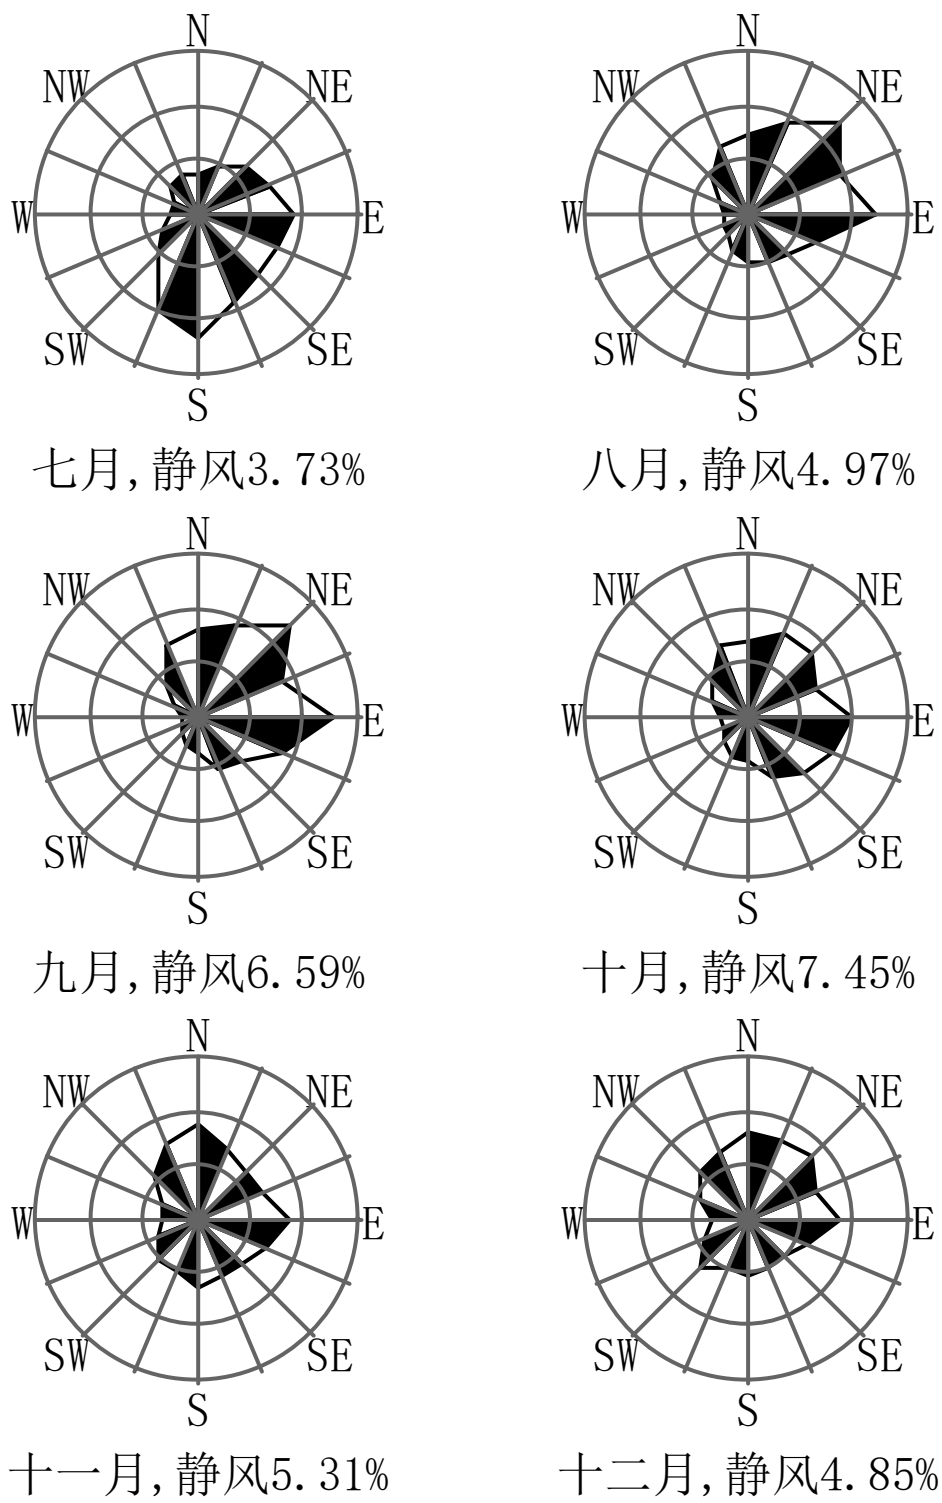 N N
NW NE NW NE
W E W E
SW SE SW SE
S S
七月,静风3.73% 八月,静风4.97%
N N
NW NE NW NE
W E W E
SW SE SW SE
S S
九月,静风6.59% 十月,静风7.45%
N N
NW NE NW NE
W E W E
SW SE SW SE
S S
十一月,静风5.31% 十二月,静风4.85%